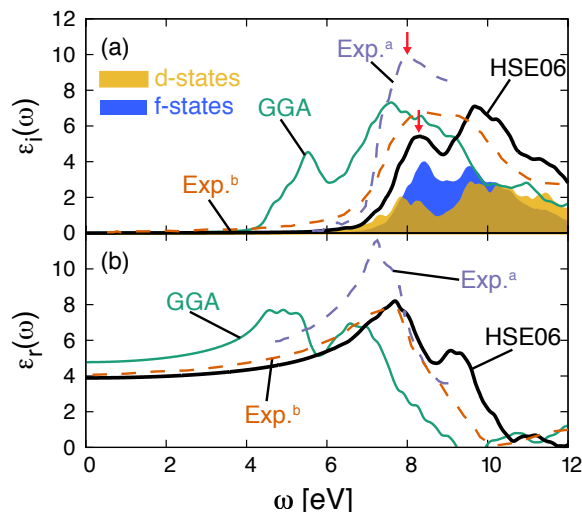 12
10
8
6
4
2
0
εᵢ(ω)
(a)
d-states
f-states
GGA
Exp.ᵃ
HSE06
Exp.ᵇ
10
8
6
4
2
0
εᵣ(ω)
(b)
GGA
Exp.ᵃ
HSE06
Exp.ᵇ
0 2 4 6 8 10 12
ω [eV]